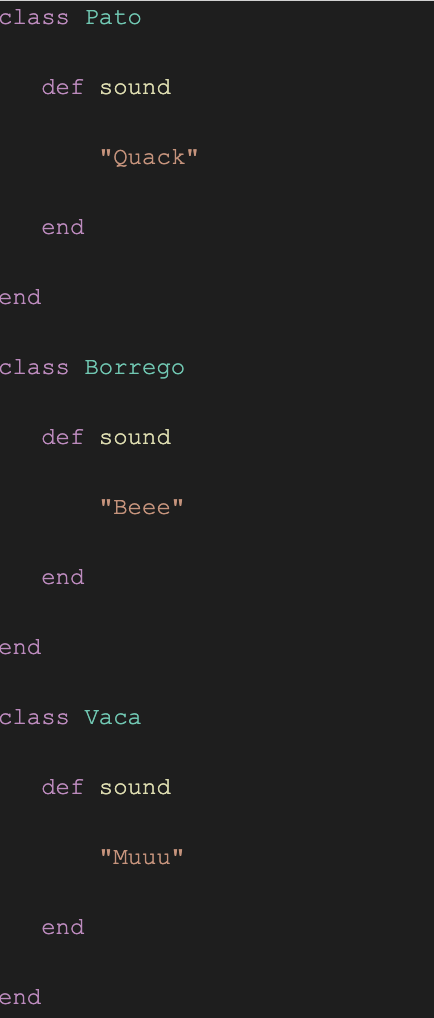 class Pato
def sound
"Quack"
end
end
class Borrego
def sound
"Beee"
end
end
class Vaca
def sound
"Muuu"
end
end